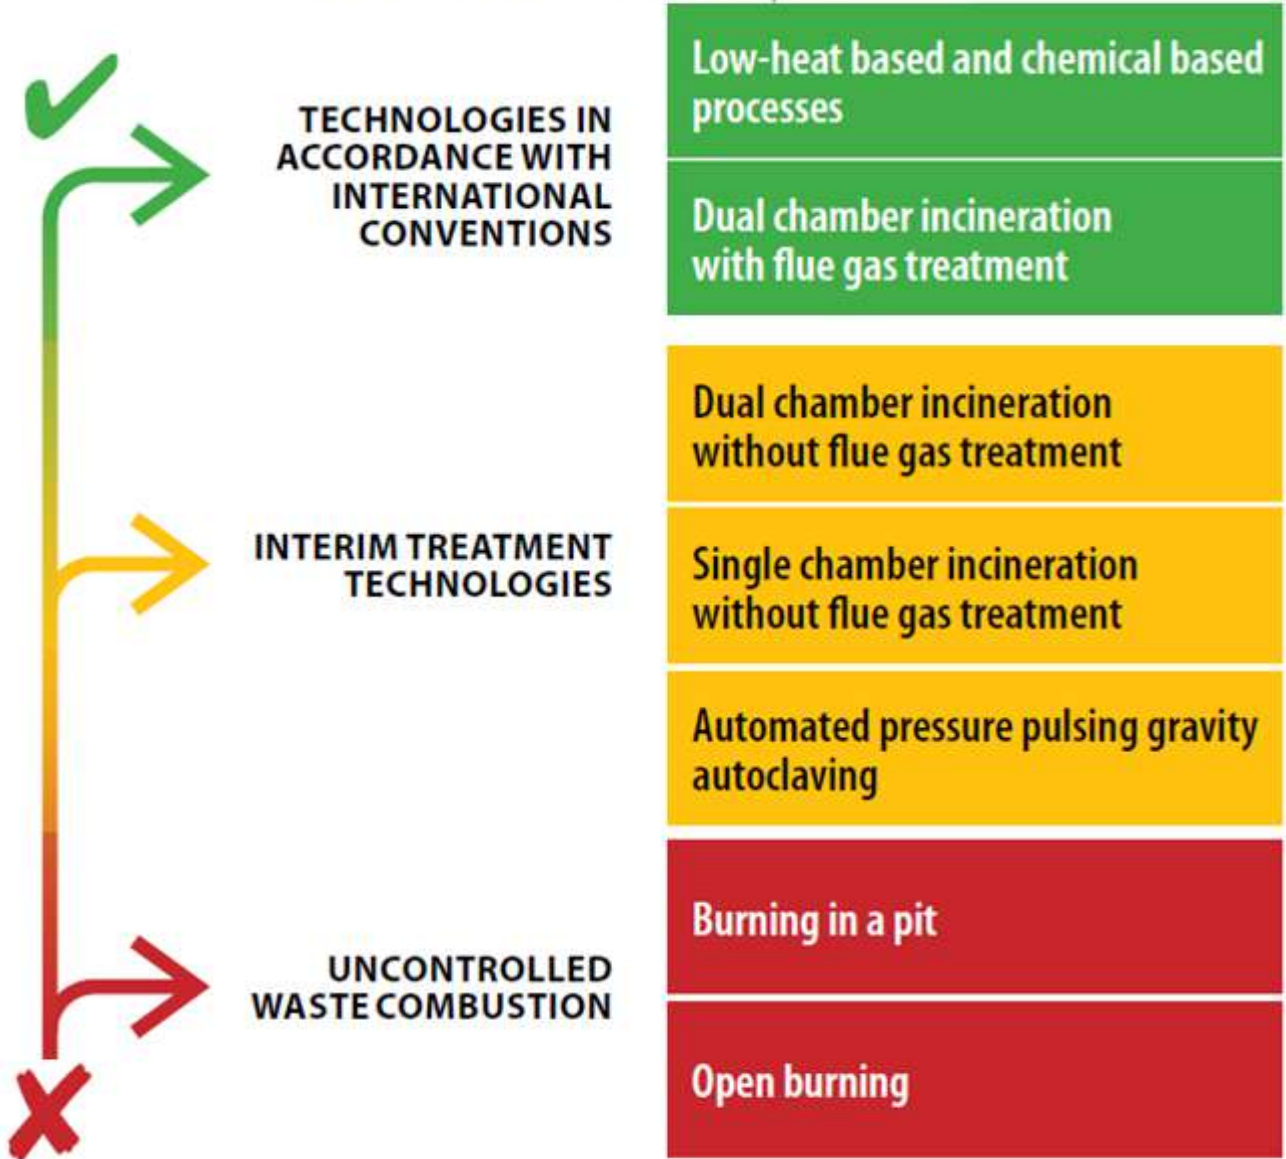 TECHNOLOGIES IN
ACCORDANCE WITH
INTERNATIONAL
CONVENTIONS
Low-heat based and chemical based
processes
Dual chamber incineration
with flue gas treatment
INTERIM TREATMENT
TECHNOLOGIES
Dual chamber incineration
without flue gas treatment
Single chamber incineration
without flue gas treatment
Automated pressure pulsing gravity
autoclaving
UNCONTROLLED
WASTE COMBUSTION
Burning in a pit
Open burning